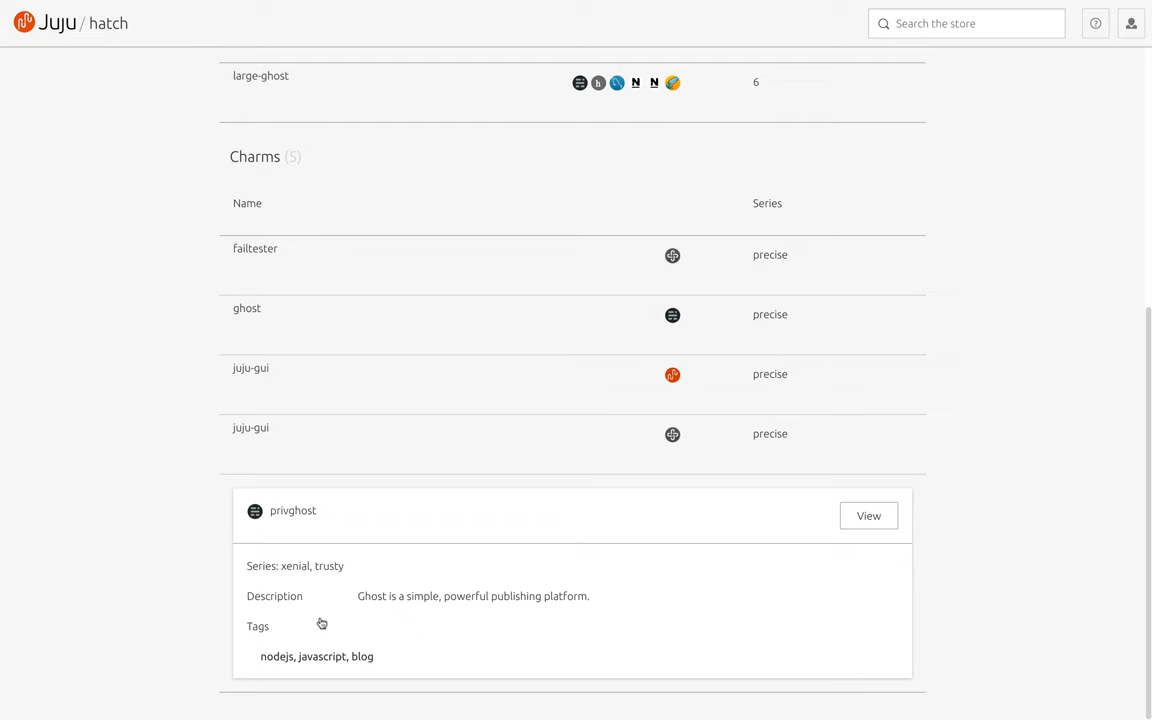 Juju / hatch
Search the store
large-ghost 6
Charms (5)
Name Series
failtester precise
ghost precise
juju-gui precise
juju-gui precise
privghost View
Series: xenial, trusty
Description Ghost is a simple, powerful publishing platform.
Tags
nodejs, javascript, blog